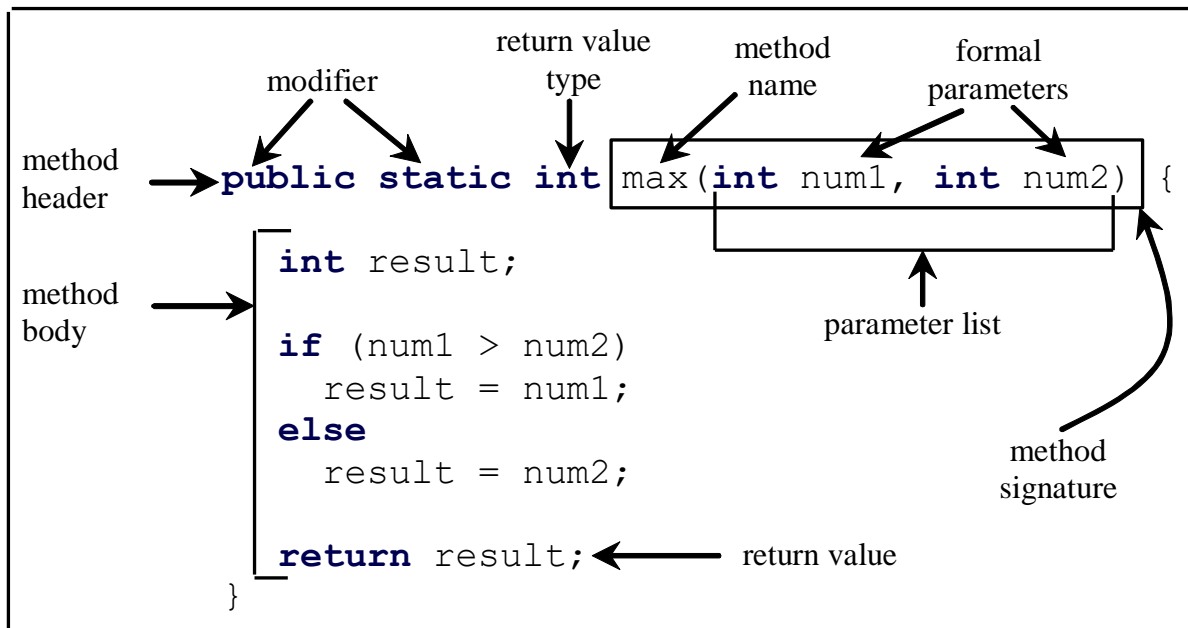 return value
type
method
name
formal
parameters
modifier
method
header
public static int max(int num1, int num2) {
method
body
int result;
if (num1 > num2)
result = num1;
else
result = num2;
return result;
}
parameter list
method
signature
return value